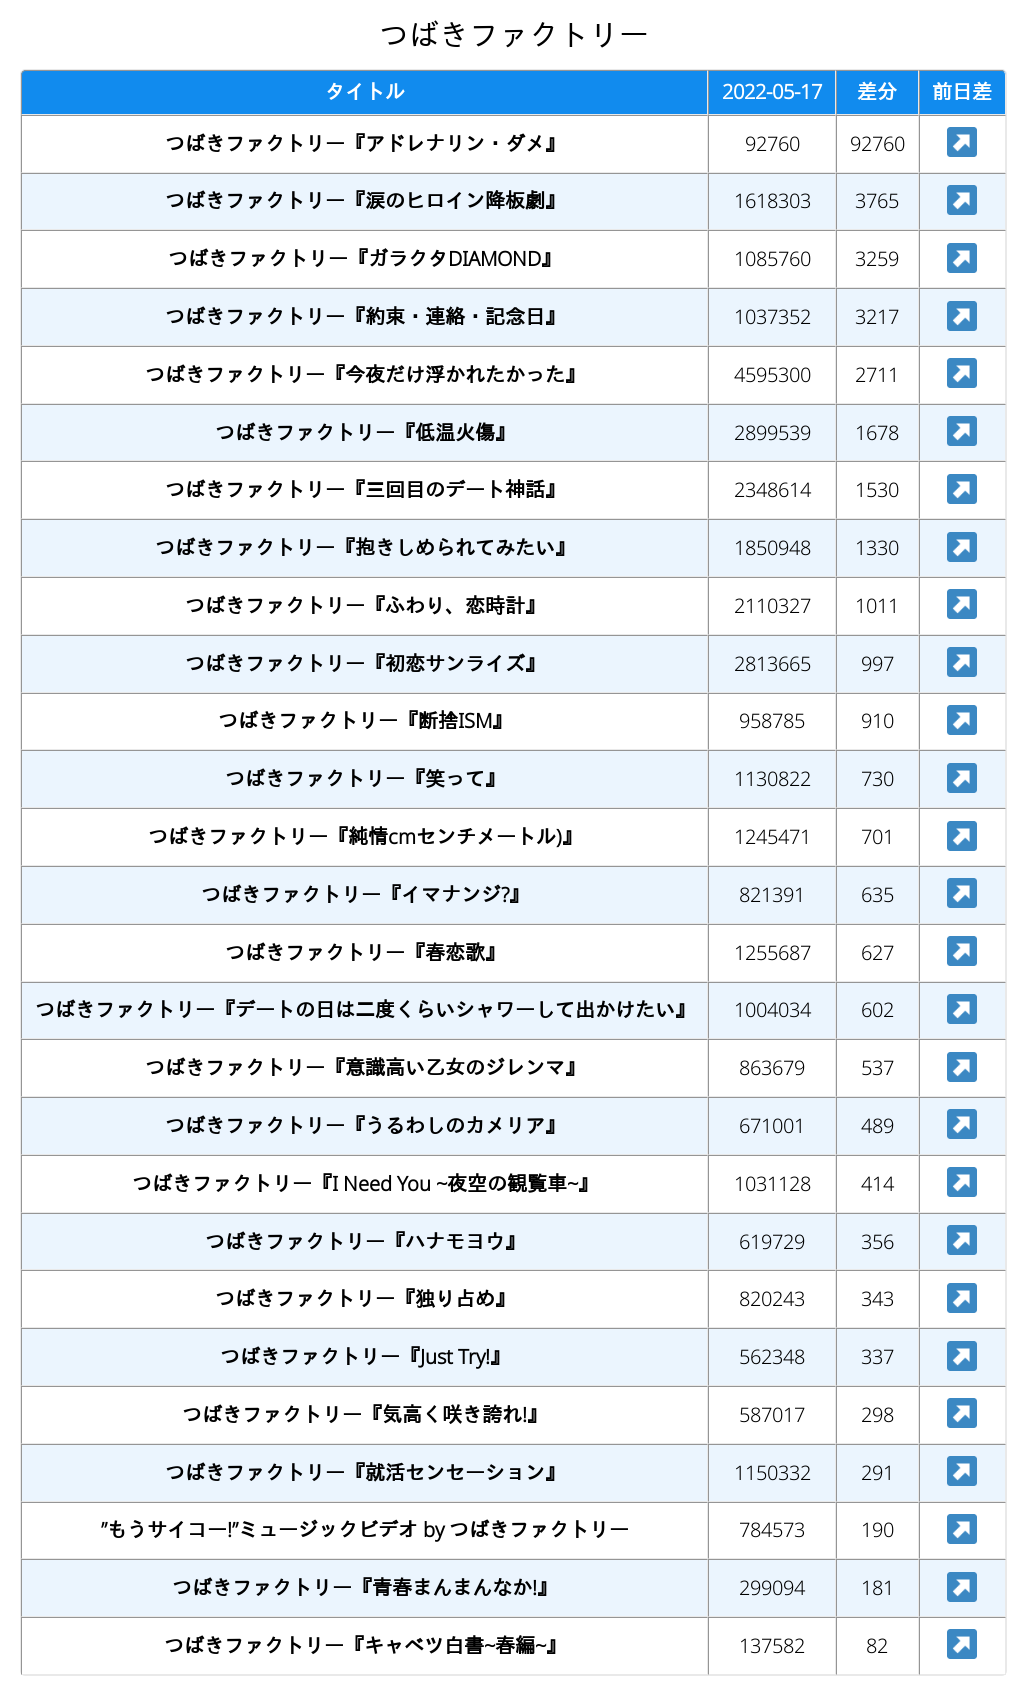 つばきファクトリー
タイトル 2022-05-17 差分 前日差
つばきファクトリー『アドレナリン・ダメ』 92760 92760
つばきファクトリー『涙のヒロイン降板劇』 1618303 3765
つばきファクトリー『ガラクタDIAMOND』 1085760 3259
つばきファクトリー『約束・連絡・記念日』 1037352 3217
つばきファクトリー『今夜だけ浮かれたかった』 4595300 2711
つばきファクトリー『低温火傷』 2899539 1678
つばきファクトリー『三回目のデート神話』 2348614 1530
つばきファクトリー『抱きしめられてみたい』 1850948 1330
つばきファクトリー『ふわり、恋時計』 2110327 1011
つばきファクトリー『初恋サンライズ』 2813665 997
つばきファクトリー『断捨ISM』 958785 910
つばきファクトリー『笑って』 1130822 730
つばきファクトリー『純情cmセンチメートル)』 1245471 701
つばきファクトリー『イマナンジ?』 821391 635
つばきファクトリー『春恋歌』 1255687 627
つばきファクトリー『デートの日は二度くらいシャワーして出かけたい』 1004034 602
つばきファクトリー『意識高い乙女のジレンマ』 863679 537
つばきファクトリー『うるわしのカメリア』 671001 489
つばきファクトリー『I Need You ~夜空の観覧車~』 1031128 414
つばきファクトリー『ハナモヨウ』 619729 356
つばきファクトリー『独り占め』 820243 343
つばきファクトリー『Just Try!』 562348 337
つばきファクトリー『気高く咲き誇れ!』 587017 298
つばきファクトリー『就活センセーション』 1150332 291
”もうサイコー!”ミュージックビデオ by つばきファクトリー 784573 190
つばきファクトリー『青春まんまんなか!』 299094 181
つばきファクトリー『キャベツ白書~春編~』 137582 82